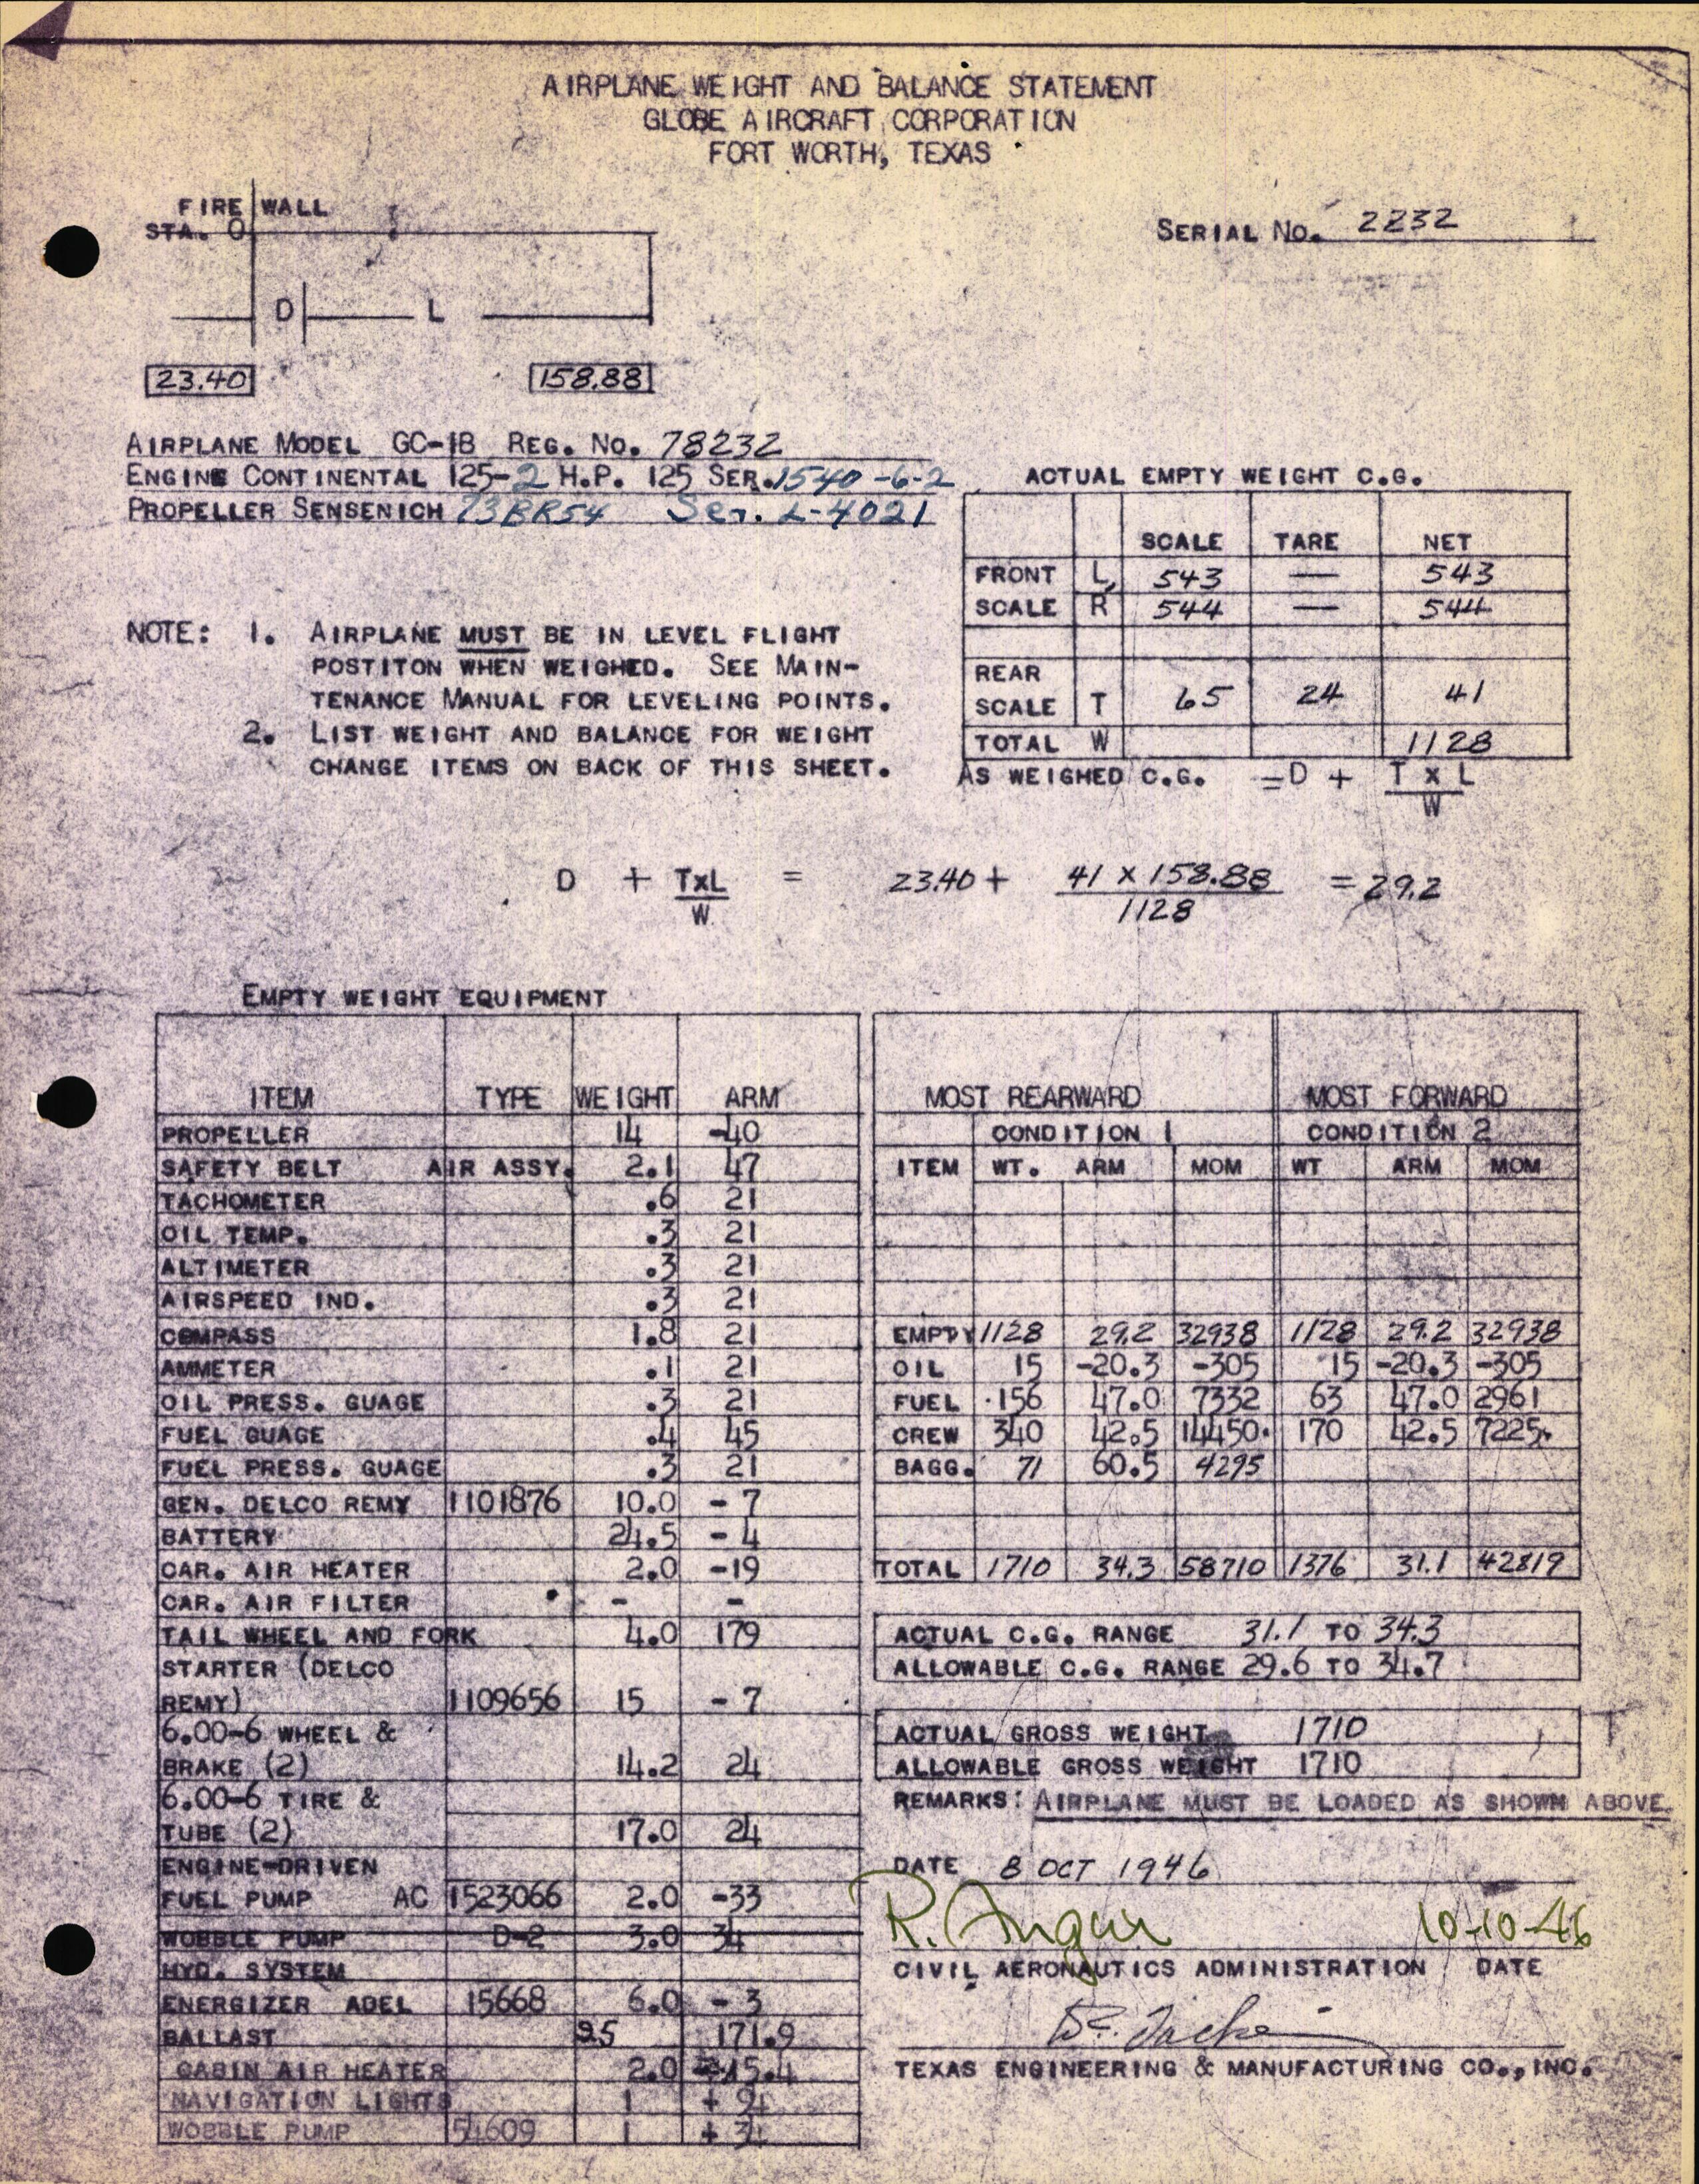 AIRPLANE WEIGHT AND BALANCE STATEMENT
GLOBE AIRCRAFT CORPORATION
FORT WORTH, TEXAS
FIRE WALL
STA. 0
SERIAL No. 2232
D L
23.40 158.88
AIRPLANE MODEL GC-1B REG. No. 78232
ENGINE CONTINENTAL 125-2 H.P. 125 SER. 1540-6-2
PROPELLER SENSENICH 73BR54 Ser. L-4021
ACTUAL EMPTY WEIGHT C.G.
SCALE TARE NET
FRONT L, 543 — 543
SCALE R 544 — 544
REAR
SCALE T 65 24 41
TOTAL W 1128
AS WEIGHED C.G. = D + T x L
W
NOTE: 1. AIRPLANE MUST BE IN LEVEL FLIGHT
POSTITON WHEN WEIGHED. SEE MAIN-
TENANCE MANUAL FOR LEVELING POINTS.
2. LIST WEIGHT AND BALANCE FOR WEIGHT
CHANGE ITEMS ON BACK OF THIS SHEET.
D + TxL = 23.40 + 41 x 158.88 = 29.2
W 1128
EMPTY WEIGHT EQUIPMENT
ITEM TYPE WEIGHT ARM
PROPELLER 14 -40
SAFETY BELT AIR ASSY. 2.1 47
TACHOMETER .6 21
OIL TEMP. .3 21
ALTIMETER .3 21
AIRSPEED IND. .3 21
COMPASS 1.8 21
AMMETER .1 21
OIL PRESS. GUAGE .3 21
FUEL GUAGE .4 45
FUEL PRESS. GUAGE .3 21
GEN. DELCO REMY 1101876 10.0 - 7
BATTERY 24.5 - 4
CAR. AIR HEATER 2.0 -19
CAR. AIR FILTER - -
TAIL WHEEL AND FORK 4.0 179
STARTER (DELCO
REMY) 1109656 15 - 7
6.00-6 WHEEL &
BRAKE (2) 14.2 24
6.00-6 TIRE &
TUBE (2) 17.0 24
ENGINE-DRIVEN
FUEL PUMP AC 1523066 2.0 -33
WOBBLE PUMP D-2 3.0 34
HYD. SYSTEM
ENERGIZER ADEL 15668 6.0 - 3
BALLAST 171.9
CABIN AIR HEATER 2.0 15.4
NAVIGATION LIGHTS 1 + 94
WOBBLE PUMP 54609 1 + 34
MOST REARWARD MOST FORWARD
CONDITION 1 CONDITION 2
ITEM WT. ARM MOM WT ARM MOM
EMPTY 1128 29.2 32938 1128 29.2 32938
OIL 15 -20.3 -305 15 -20.3 -305
FUEL 156 47.0 7332 63 47.0 2961
CREW 340 42.5 14450. 170 42.5 7225.
BAGG. 71 60.5 4295
TOTAL 1710 34.3 58710 1376 31.1 42819
ACTUAL C.G. RANGE 31.1 TO 34.3
ALLOWABLE C.G. RANGE 29.6 TO 34.7
ACTUAL GROSS WEIGHT 1710
ALLOWABLE GROSS WEIGHT 1710
REMARKS: AIRPLANE MUST BE LOADED AS SHOWN ABOVE.
DATE 8 OCT 1946
R. Angur 10-10-46
CIVIL AERONAUTICS ADMINISTRATION DATE
TEXAS ENGINEERING & MANUFACTURING CO., INC.